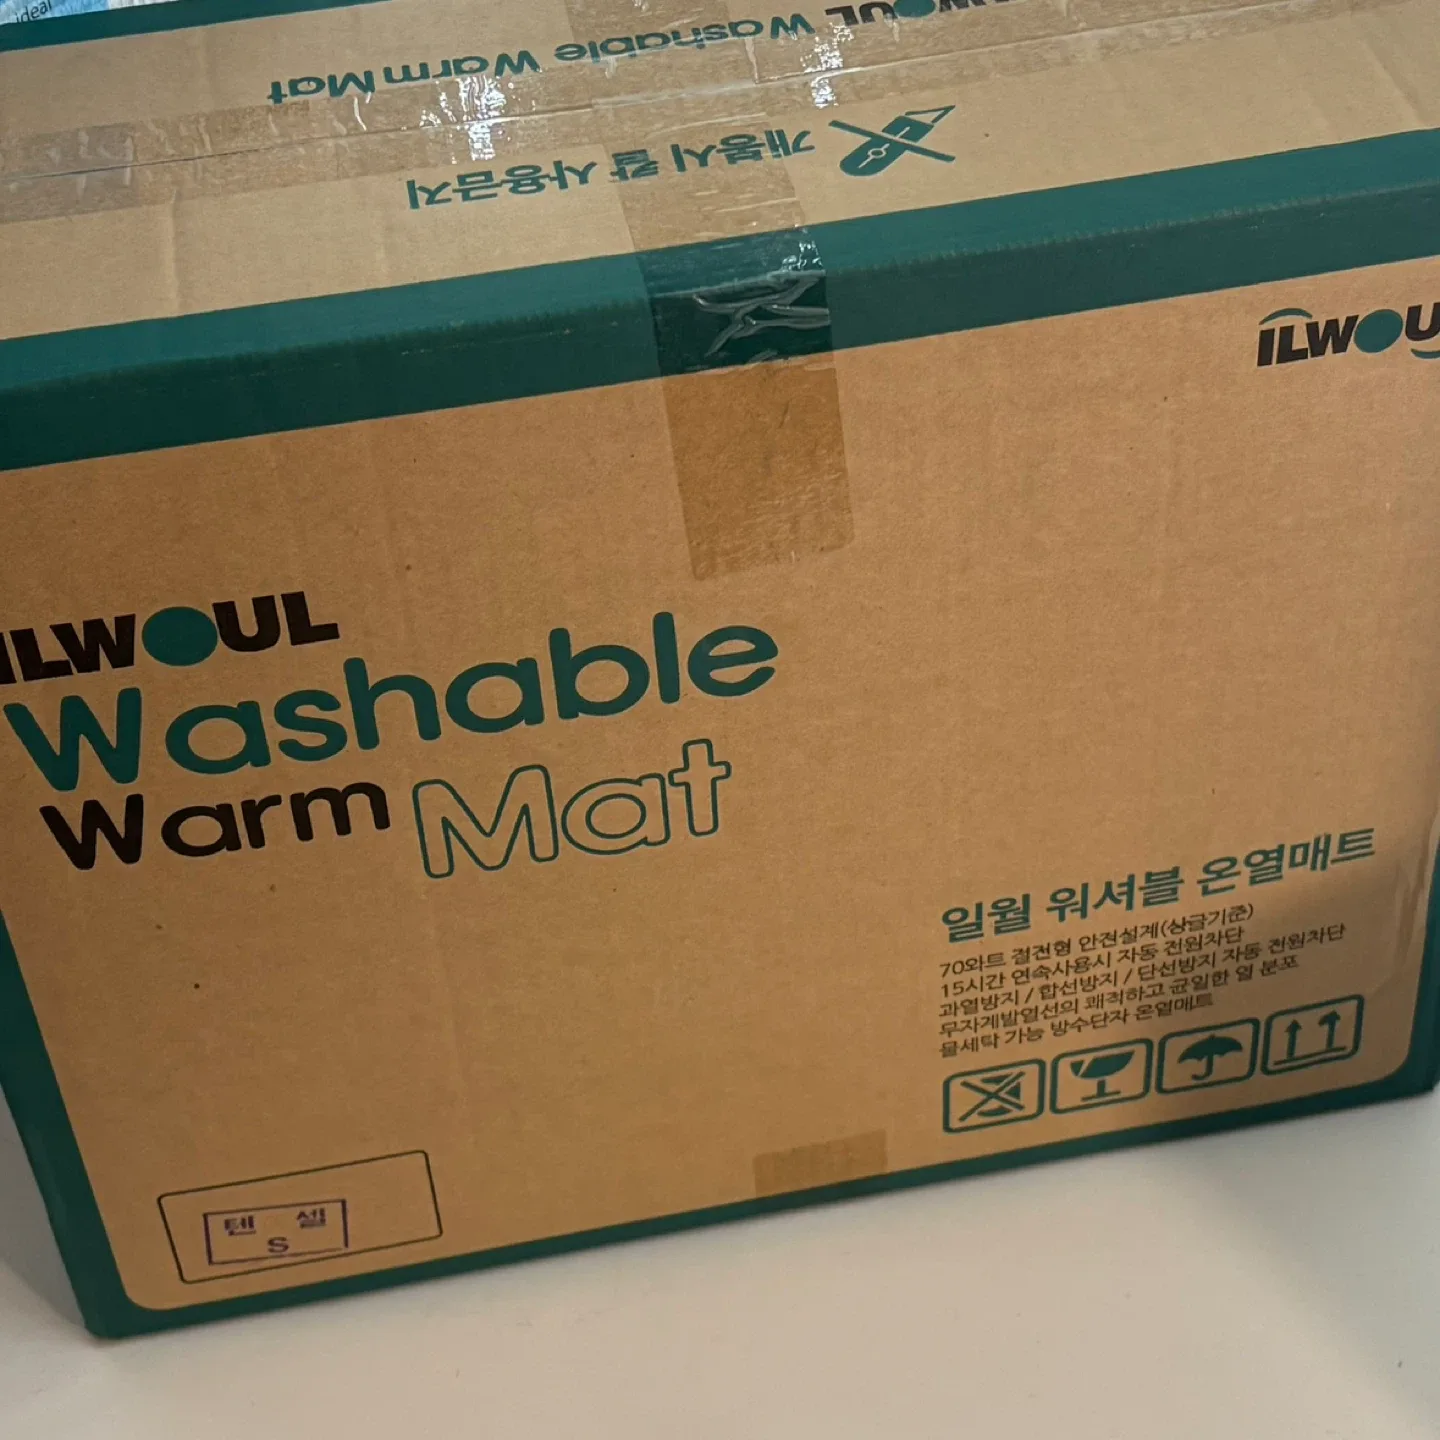 ideal
ILWOUL Washable Warm Mat
개봉시 칼 사용금지
ILWOU
ILWOUL
Washable
Warm Mat
일월 워셔블 온열매트
70와트 절전형 안전설계(싱글기준)
15시간 연속사용시 자동 전원차단
과열방지 / 합선방지 / 단선방지 자동 전원차단
무자계발열선의 쾌적하고 균일한 열 분포
물세탁 가능 방수단자 온열매트
텐 셀
S